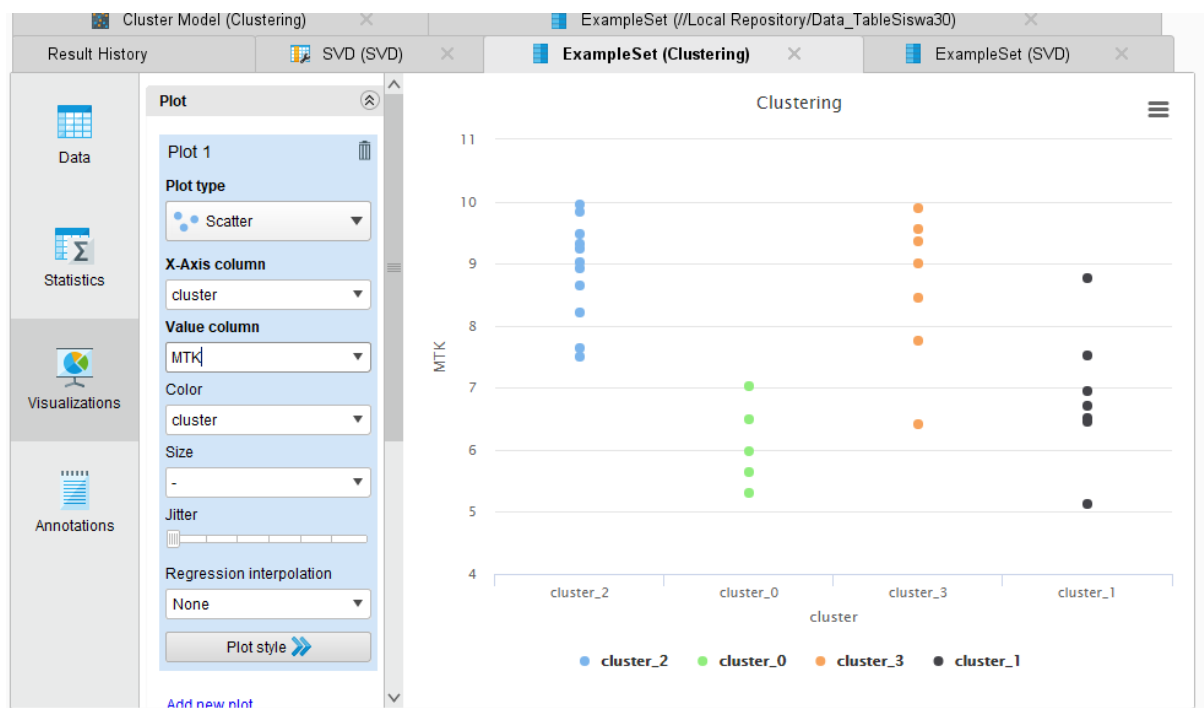 Cluster Model (Clustering)
ExampleSet (//Local Repository/Data_TableSiswa30)
Result History
SVD (SVD)
ExampleSet (Clustering)
ExampleSet (SVD)
Data
Statistics
Visualizations
Annotations
Plot
Plot 1
Plot type
Scatter
X-Axis column
cluster
Value column
MTK
Color
cluster
Size
-
Jitter
Regression interpolation
None
Plot style
Add new plot
Clustering
11
10
9
8
7
6
5
4
MTK
cluster_2 cluster_0 cluster_3 cluster_1
cluster
cluster_2 cluster_0 cluster_3 cluster_1